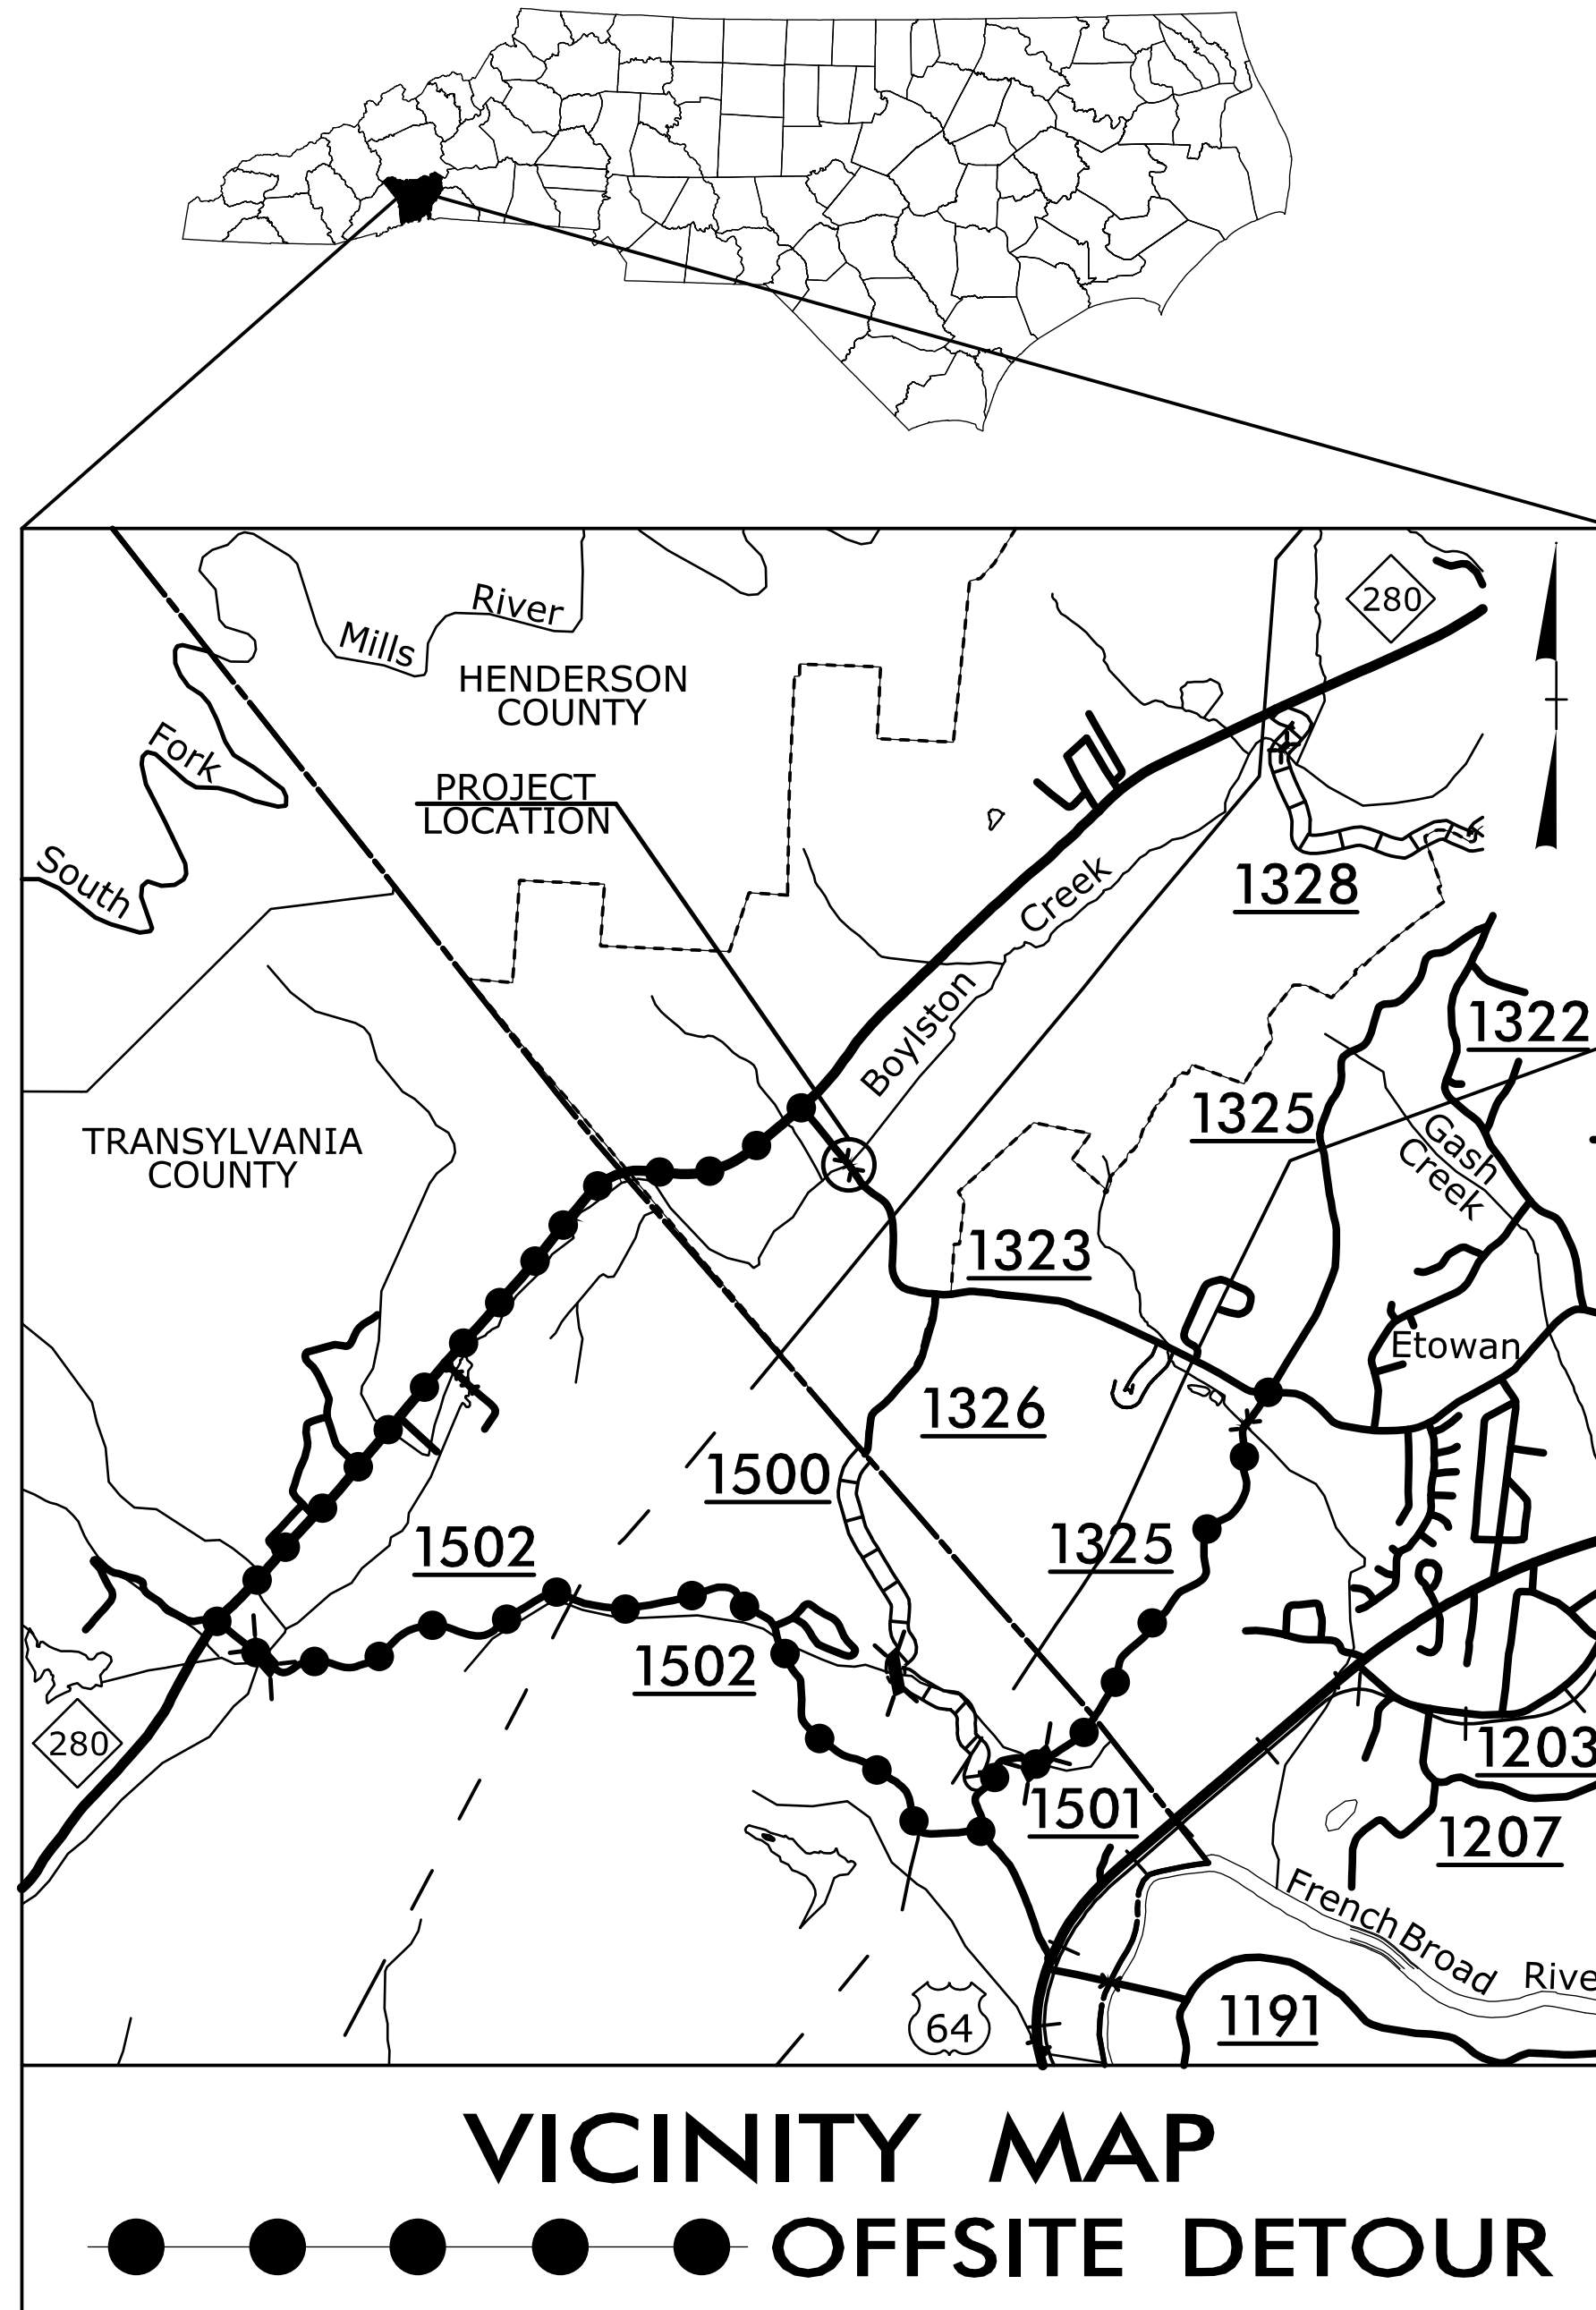 280
River
Mills
HENDERSON
COUNTY
Fork
PROJECT
LOCATION
South
Creek
1328
Boylston
1322
1325
TRANSYLVANIA
COUNTY
Gash
Creek
1323
Etowan
1326
1500
1502
1325
1502
280
1203
1501
1207
French Broad
1191
64
VICINITY MAP
OFFSITE DETOUR